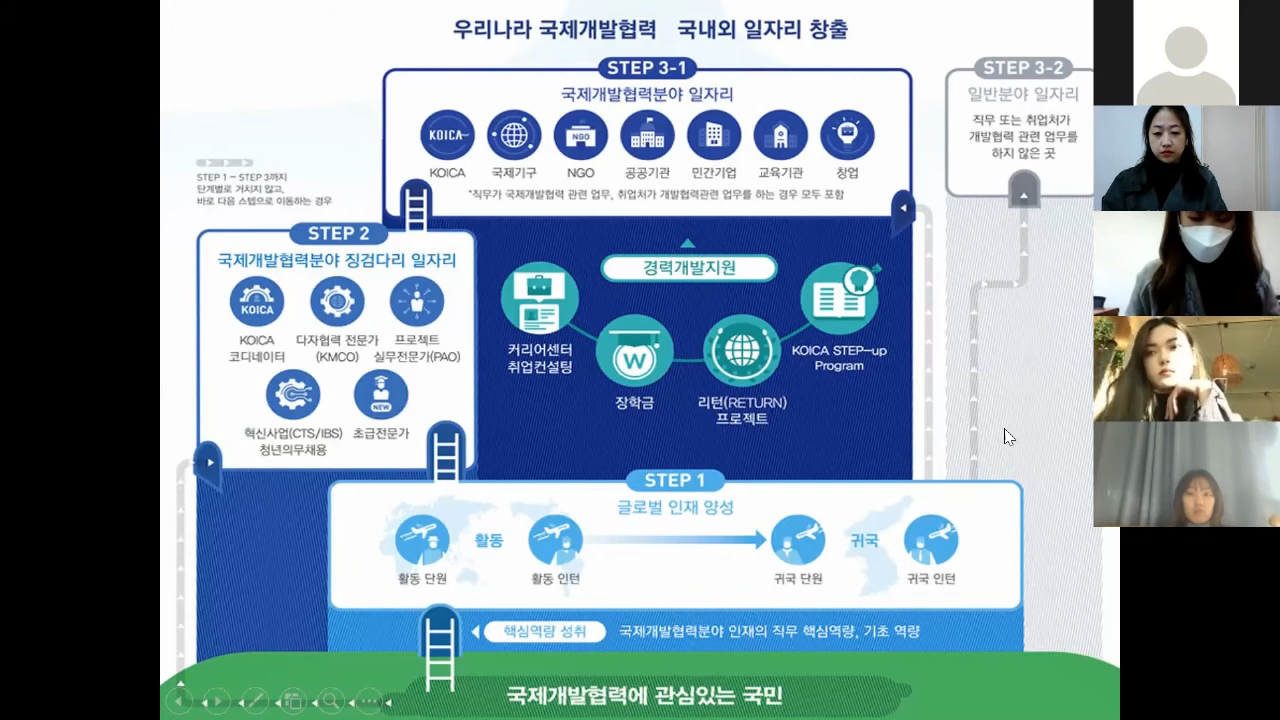 우리나라 국제개발협력 국내외 일자리 창출
STEP 3-1
국제개발협력분야 일자리
KOICA
NGO
KOICA 국제기구 NGO 공공기관 민간기업 교육기관 창업
*직무가 국제개발협력 관련 업무, 취업처가 개발협력관련 업무를 하는 경우 모두 포함
STEP 3-2
일반분야 일자리
직무 또는 취업처가
개발협력 관련 업무를
하지 않은 곳
STEP 1 ~ STEP 3까지
단계별로 거치지 않고,
바로 다음 스텝으로 이동하는 경우
STEP 2
국제개발협력분야 징검다리 일자리
KOICA
KOICA
코디네이터
다자협력 전문가
(KMCO)
프로젝트
실무전문가(PAO)
NEW
혁신사업(CTS/IBS)
청년의무채용
초급전문가
경력개발지원
커리어센터
취업컨설팅
W
장학금
리턴(RETURN)
프로젝트
KOICA STEP-up
Program
STEP 1
글로벌 인재 양성
활동
귀국
활동 단원 활동 인턴 귀국 단원 귀국 인턴
핵심역량 성취 국제개발협력분야 인재의 직무 핵심역량, 기초 역량
국제개발협력에 관심있는 국민